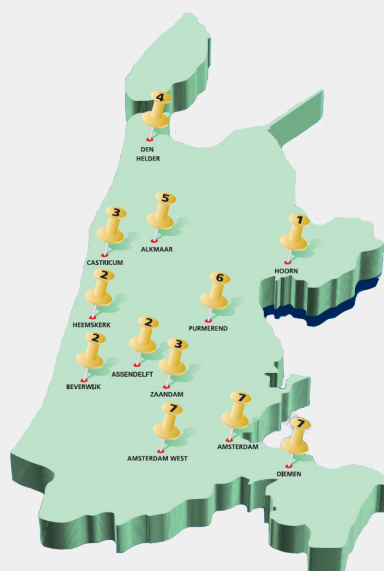 4
DEN
HELDER
5
ALKMAAR
3
CASTRICUM
1
HOORN
2
HEEMSKERK
6
PURMEREND
2
ASSENDELFT
2
BEVERWIJK
3
ZAANDAM
7
AMSTERDAM WEST
7
AMSTERDAM
7
DIEMEN